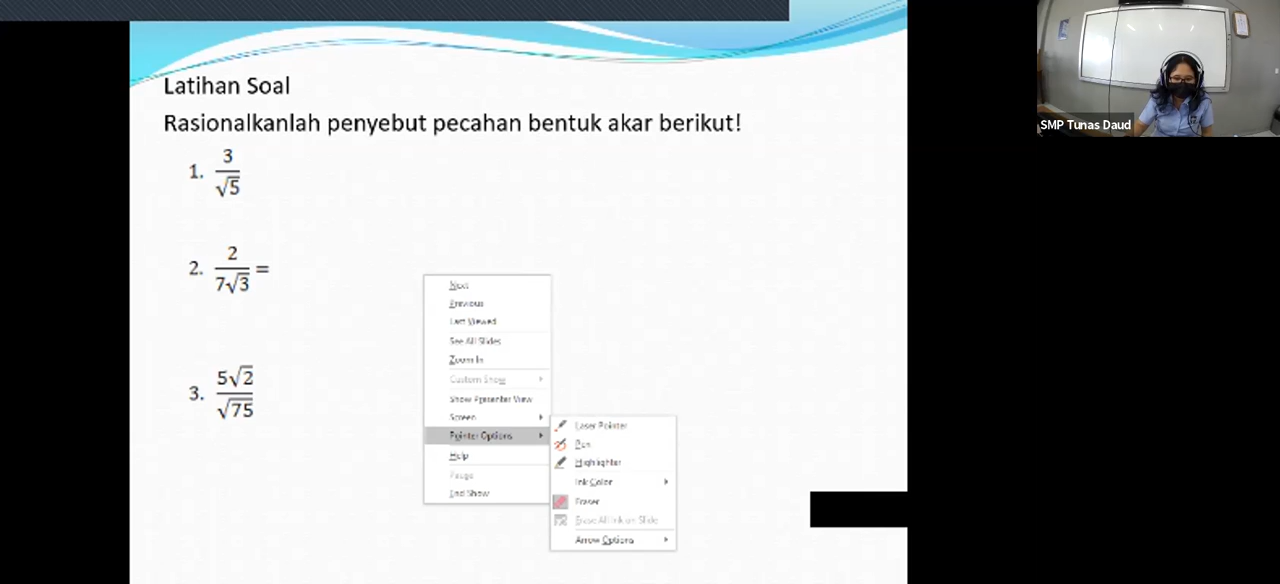 Latihan Soal
Rasionalkanlah penyebut pecahan bentuk akar berikut!
1. 3/√5
2. 2/7√3 =
3. 5√2/√75
Next
Previous
Last Viewed
See All Slides
Zoom In
Custom Show
Show Presenter View
Screen
Pointer Options
Help
Pause
End Show
Laser Pointer
Pen
Highlighter
Ink Color
Eraser
Erase All Ink on Slide
Arrow Options
SMP Tunas Daud